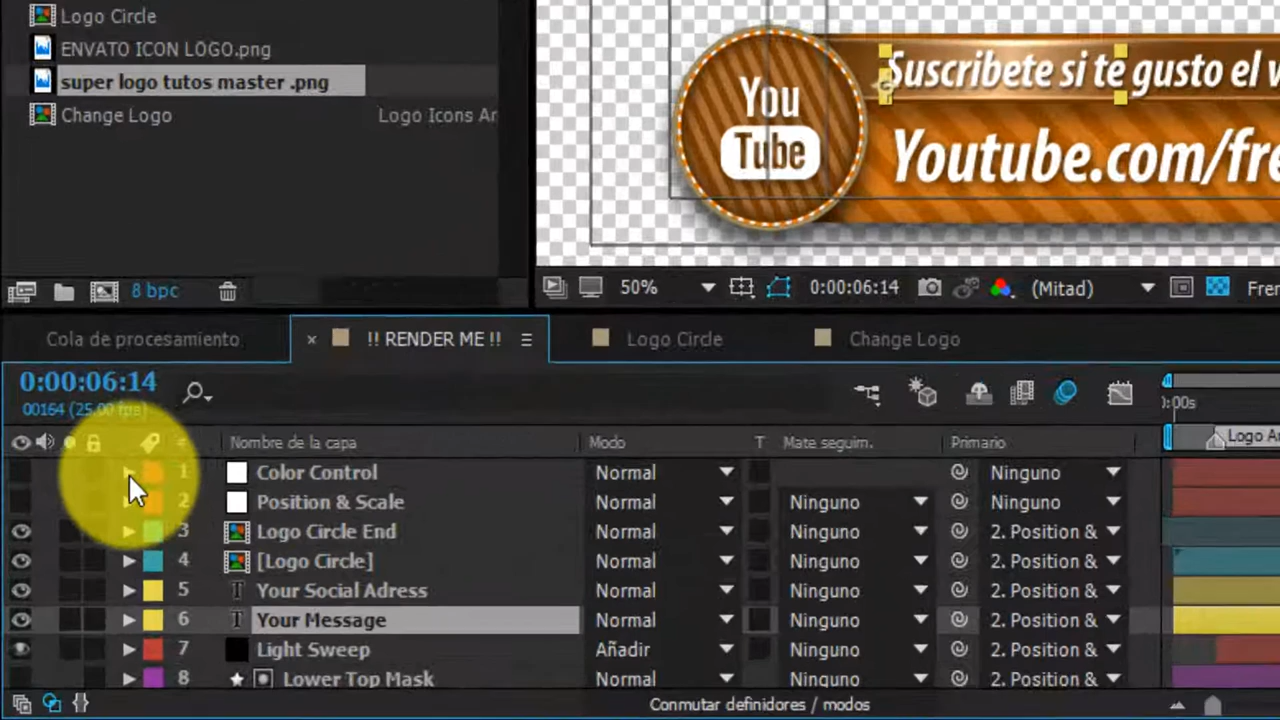 Logo Circle
ENVATO ICON LOGO.png
super logo tutos master .png
Change Logo
Logo Icons Ar
8 bpc
You
Tube
Suscribete si te gusto el v
Youtube.com/fre
50%
0:00:06:14
(Mitad)
Fren
Cola de procesamiento
× !! RENDER ME !!
Logo Circle
Change Logo
0:00:06:14
00164 (25.00 fps)
):00s
# Nombre de la capa Modo T Mate seguim. Primario
Logo A
1 Color Control Normal Ninguno
2 Position & Scale Normal Ninguno Ninguno
3 Logo Circle End Normal Ninguno 2. Position &
4 [Logo Circle] Normal Ninguno 2. Position &
5 Your Social Adress Normal Ninguno 2. Position &
6 Your Message Normal Ninguno 2. Position &
7 Light Sweep Añadir Ninguno 2. Position &
8 Lower Top Mask Normal Ninguno 2. Position &
Conmutar definidores / modos